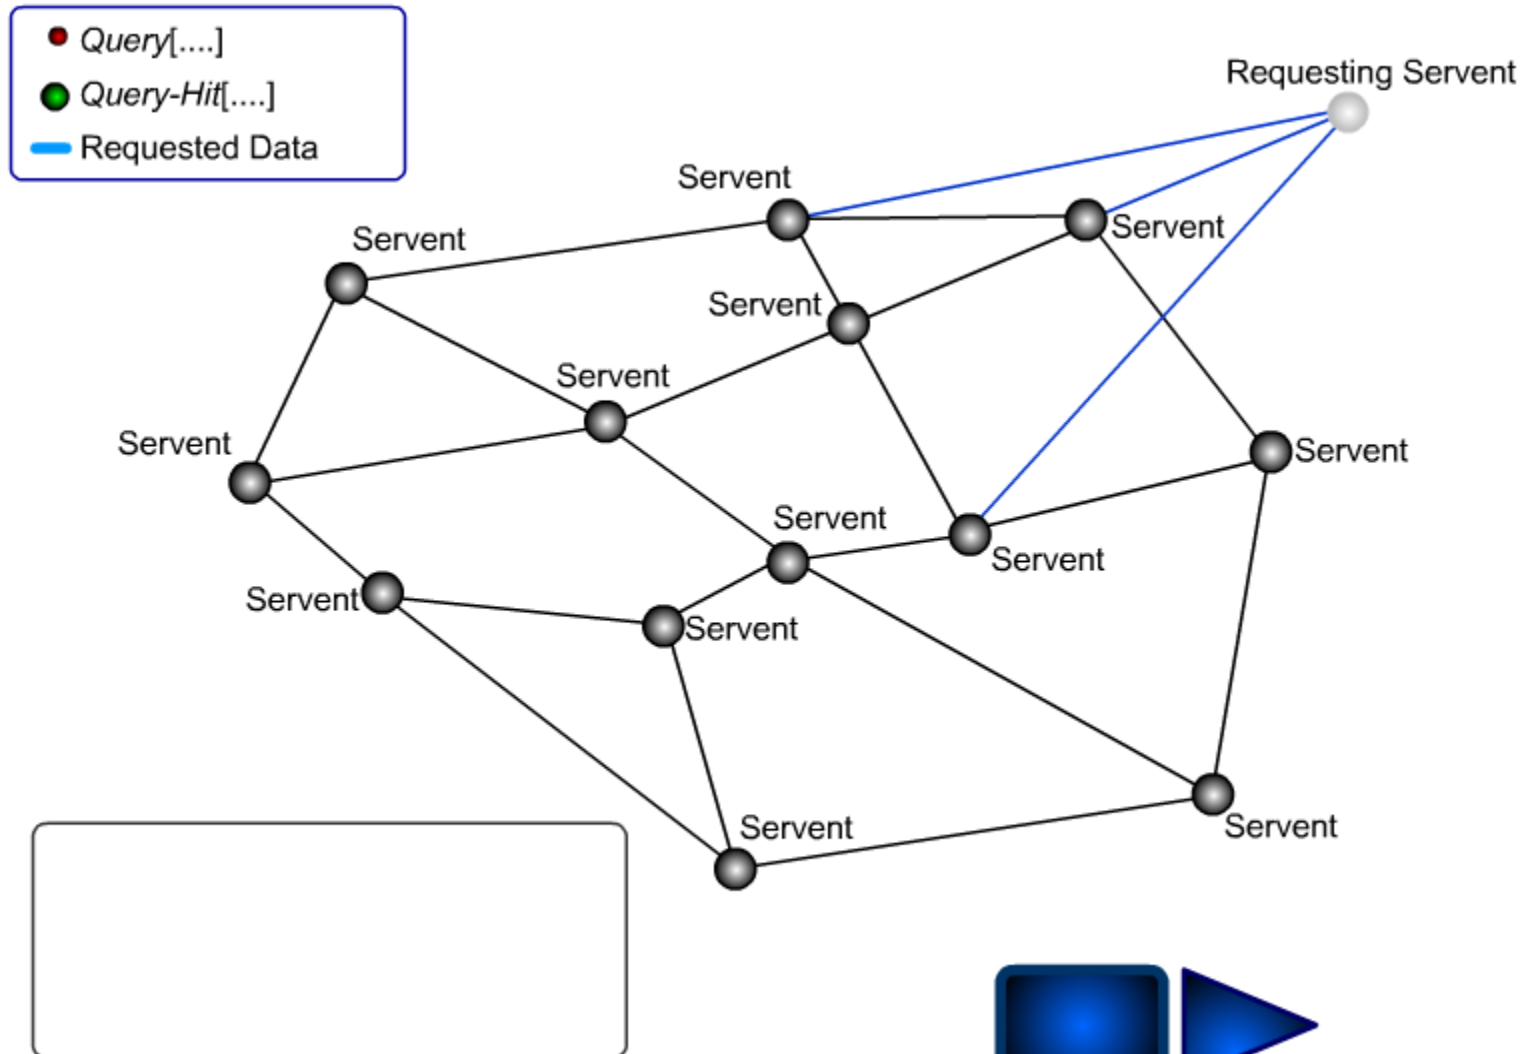 Query[....]
Query-Hit[....]
Requested Data
Requesting Servent
Servent
Servent
Servent
Servent
Servent
Servent
Servent
Servent
Servent
Servent
Servent
Servent
Servent